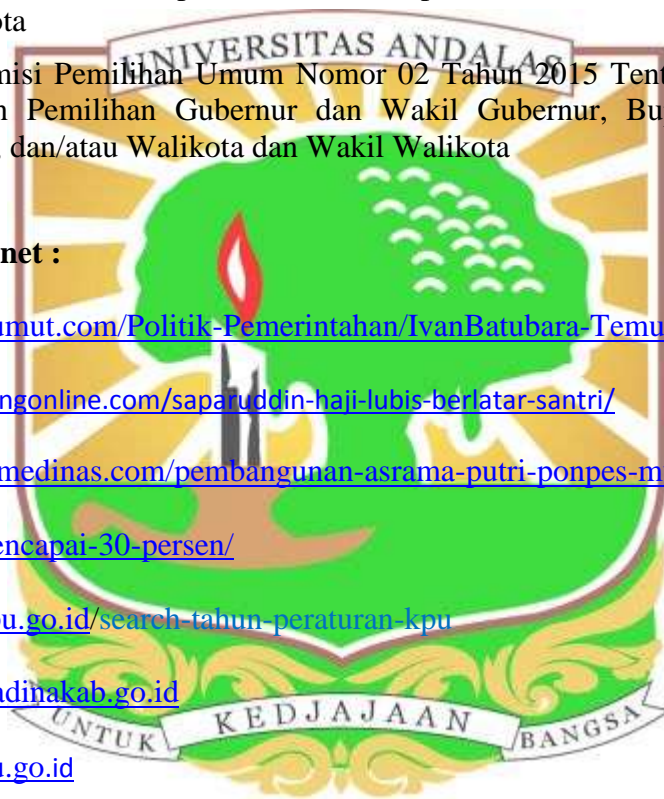 ota
UNIVERSITAS ANDALAS
misi Pemilihan Umum Nomor 02 Tahun 2015 Tent
n Pemilihan Gubernur dan Wakil Gubernur, Bu
dan/atau Walikota dan Wakil Walikota
net :
umut.com/Politik-Pemerintahan/IvanBatubara-Temu
ngonline.com/saparuddin-haji-lubis-berlatar-santri/
medinas.com/pembangunan-asrama-putri-ponpes-m
encapai-30-persen/
pu.go.id/search-tahun-peraturan-kpu
adinakab.go.id
UNTUK KEDJAJAAN BANGSA
u.go.id